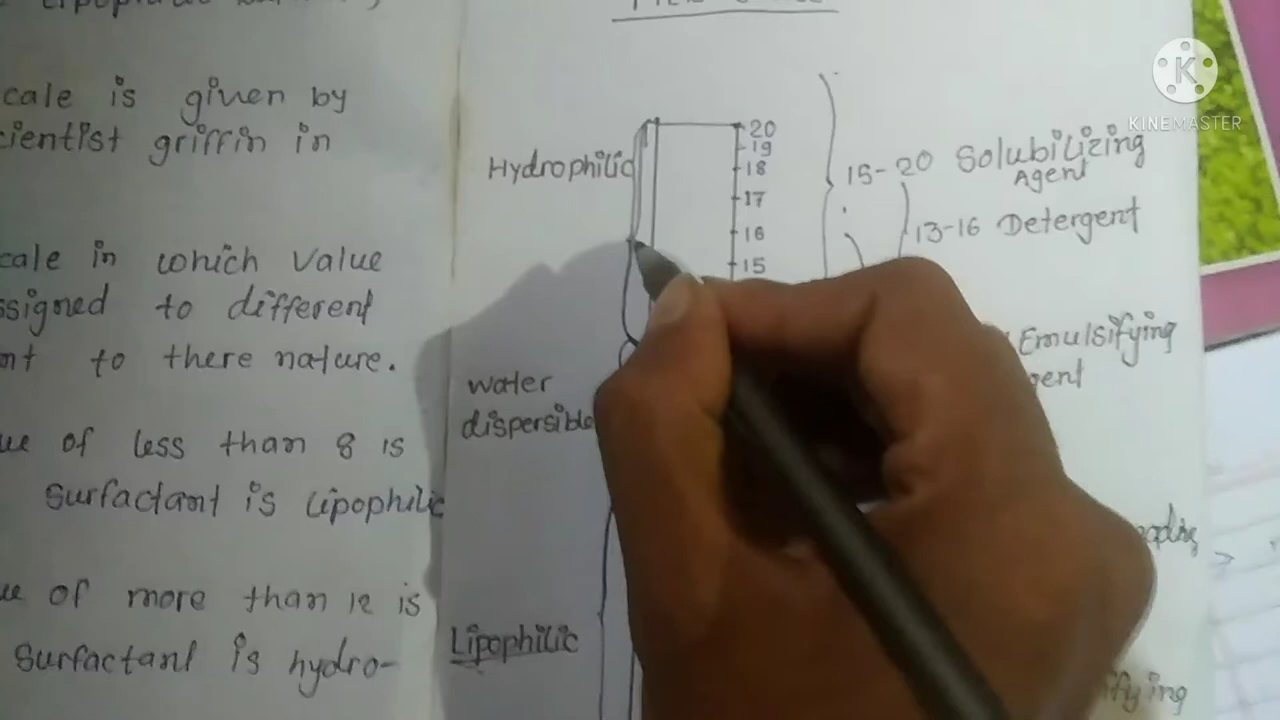 cale is given by
cientist griffin in
cale in which value
ssigned to different
nt to there nature.
ue of less than 8 is
surfactant is lipophilic
ue of more than 12 is
surfactant is hydro-
Hydrophilic
water
dispersible
Lipophilic
20
19
18
17
16
15
15-20 Solubilizing
Agent
13-16 Detergent
Emulsifying
gent
ifying
KINEMASTER